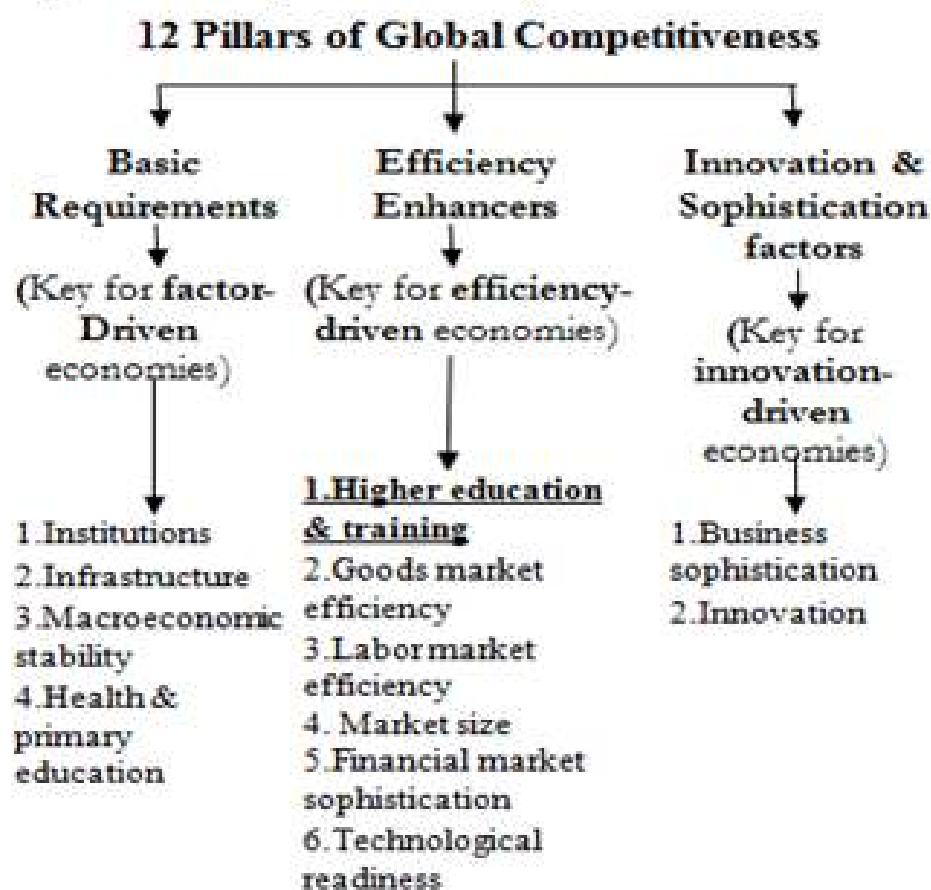 12 Pillars of Global Competitiveness
Basic
Requirements
(Key for factor-
Driven
economies)
1.Institutions
2.Infrastructure
3.Macroeconomic
stability
4.Health &
primary
education
Efficiency
Enhancers
(Key for efficiency-
driven economies)
1.Higher education
& training
2.Goods market
efficiency
3.Labor market
efficiency
4. Market size
5.Financial market
sophistication
6.Technological
readiness
Innovation &
Sophistication
factors
(Key for
innovation-
driven
economies)
1.Business
sophistication
2.Innovation